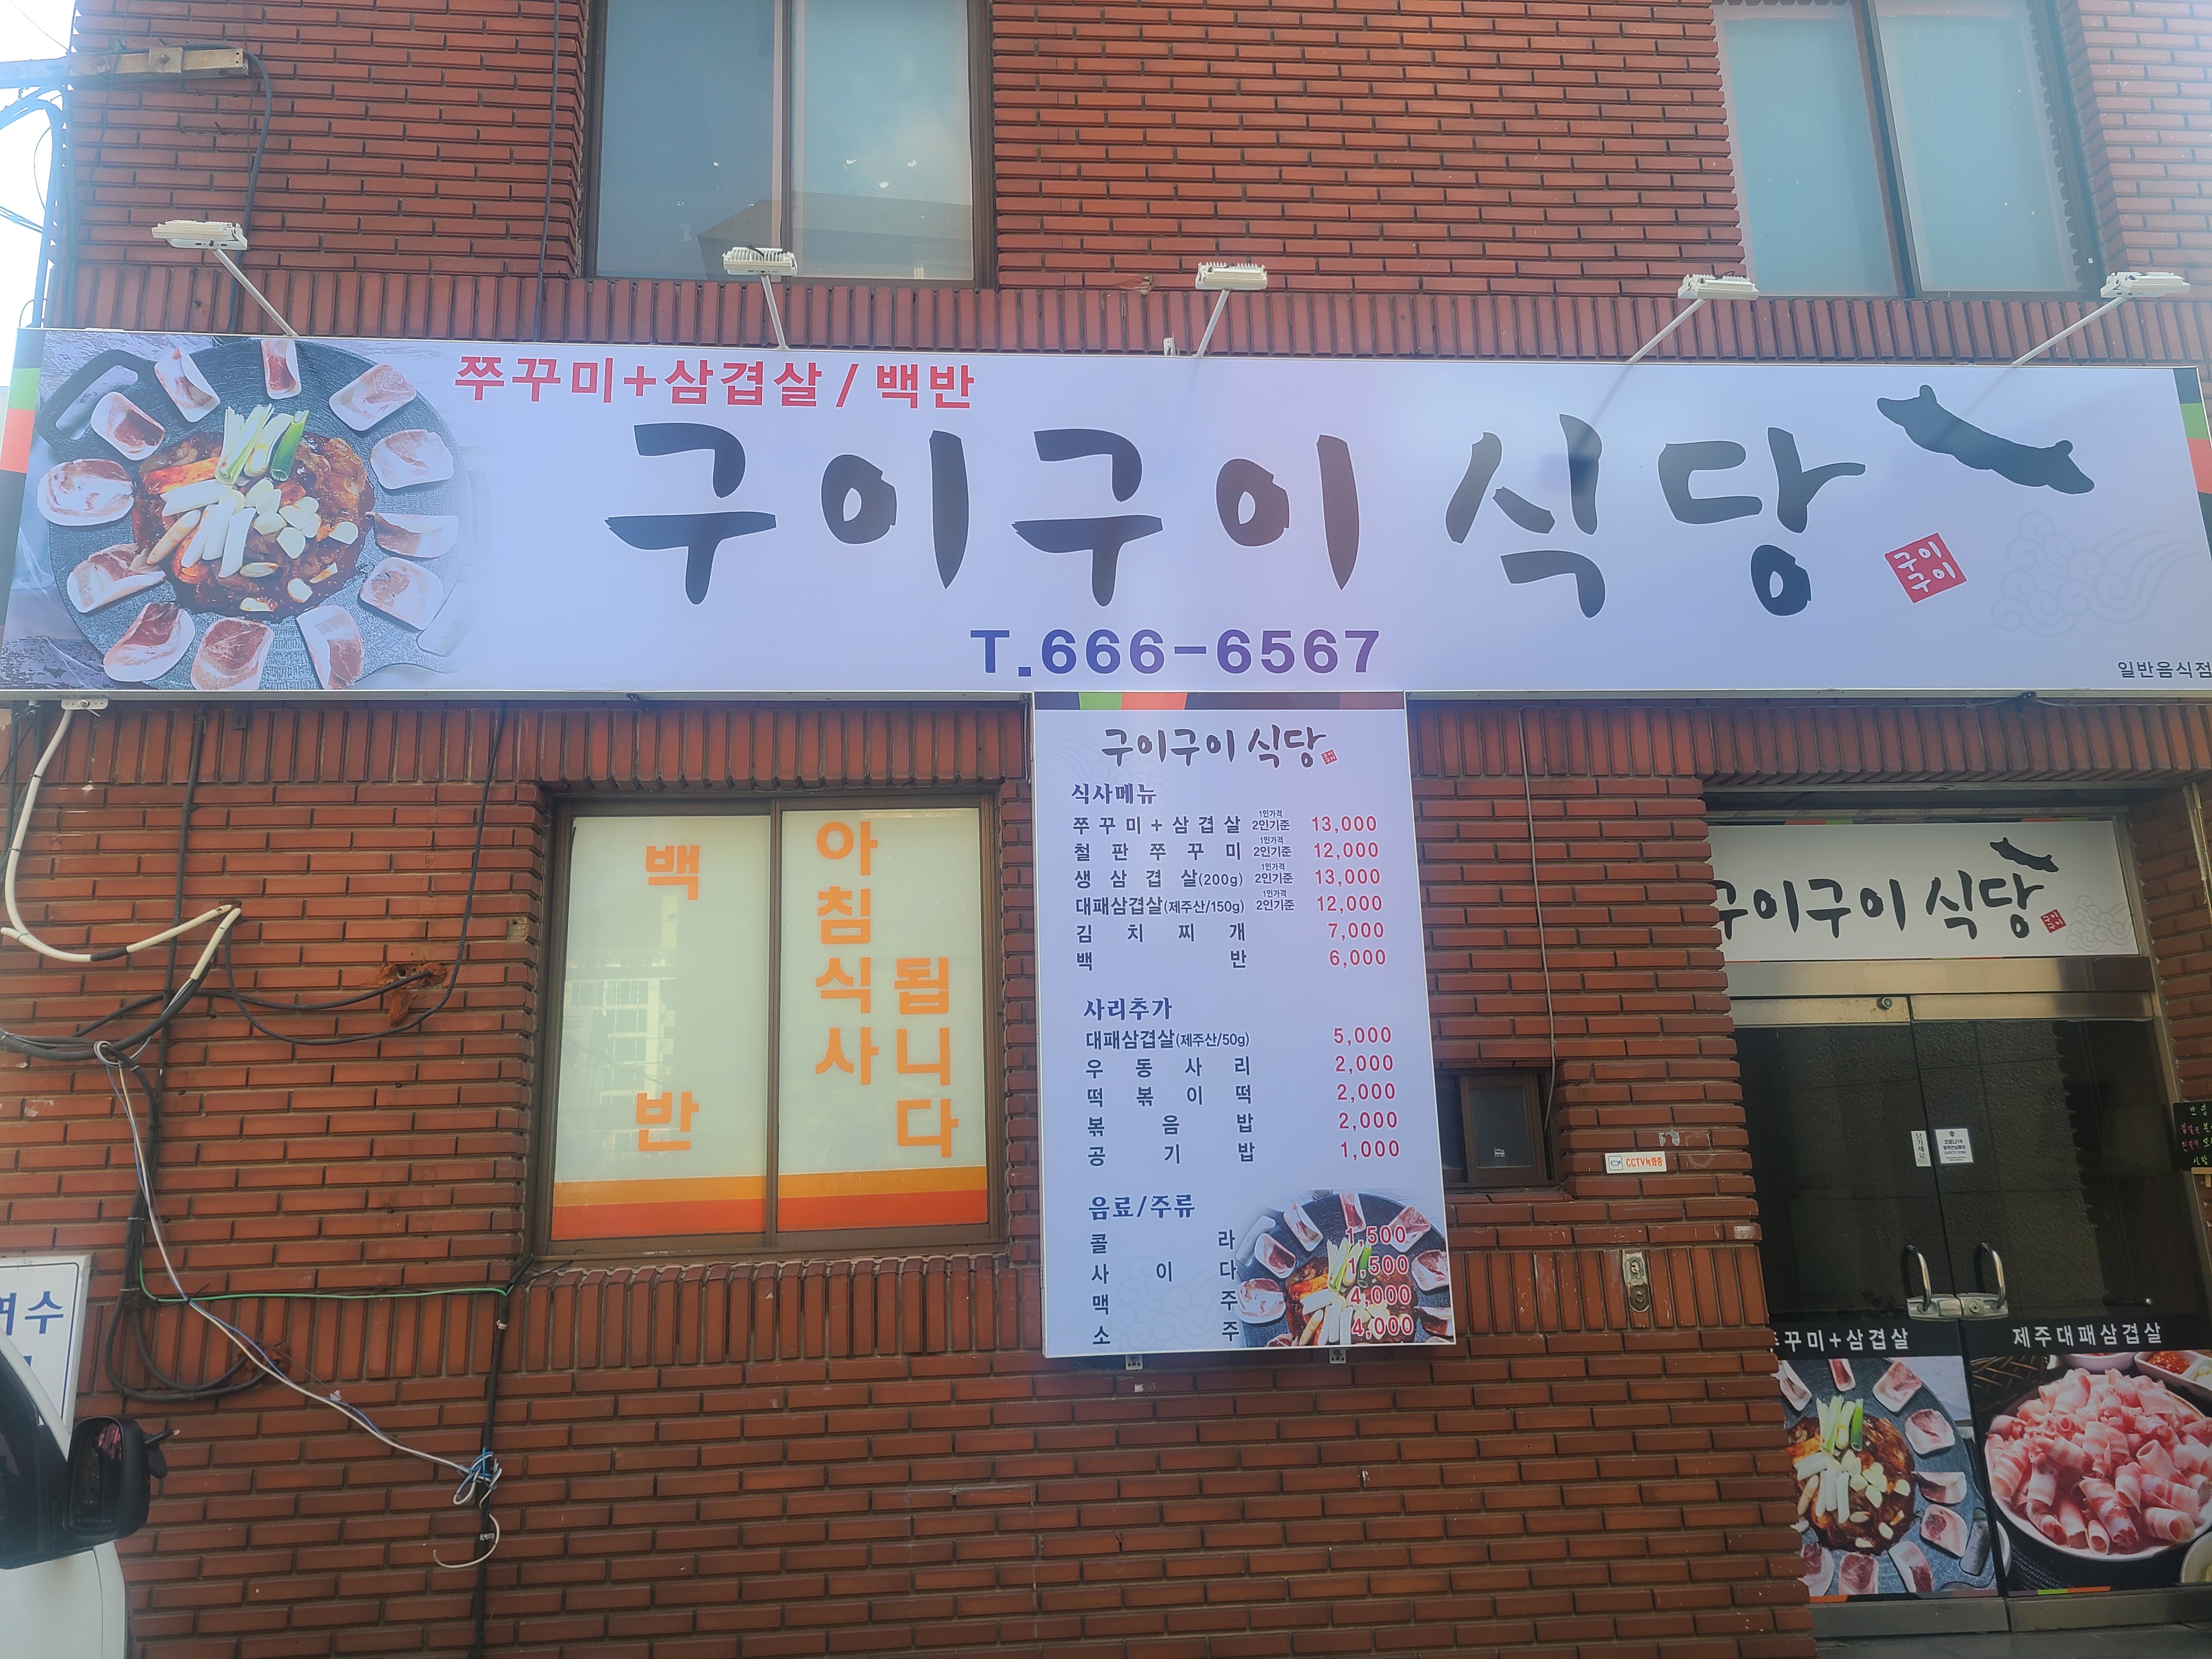 쭈꾸미+삼겹살 / 백반
구이구이 식당
구이
구이
T.666-6567
일반음식점
구이구이 식당
식사메뉴
쭈꾸미+삼겹살 1인가격 2인기준 13,000
철판쭈꾸미 1인가격 2인기준 12,000
생삼겹살(200g) 1인가격 2인기준 13,000
대패삼겹살(제주산/150g) 1인가격 2인기준 12,000
김치찌개 7,000
백반 6,000
사리추가
대패삼겹살(제주산/50g) 5,000
우동사리 2,000
떡볶이떡 2,000
볶음밥 2,000
공기밥 1,000
음료/주류
콜라 1,500
사이다 1,500
맥주 4,000
소주 4,000
백반
아침식사
됩니다
구이구이 식당
CCTV녹화중
꾸미+삼겹살
제주대패삼겹살
여수